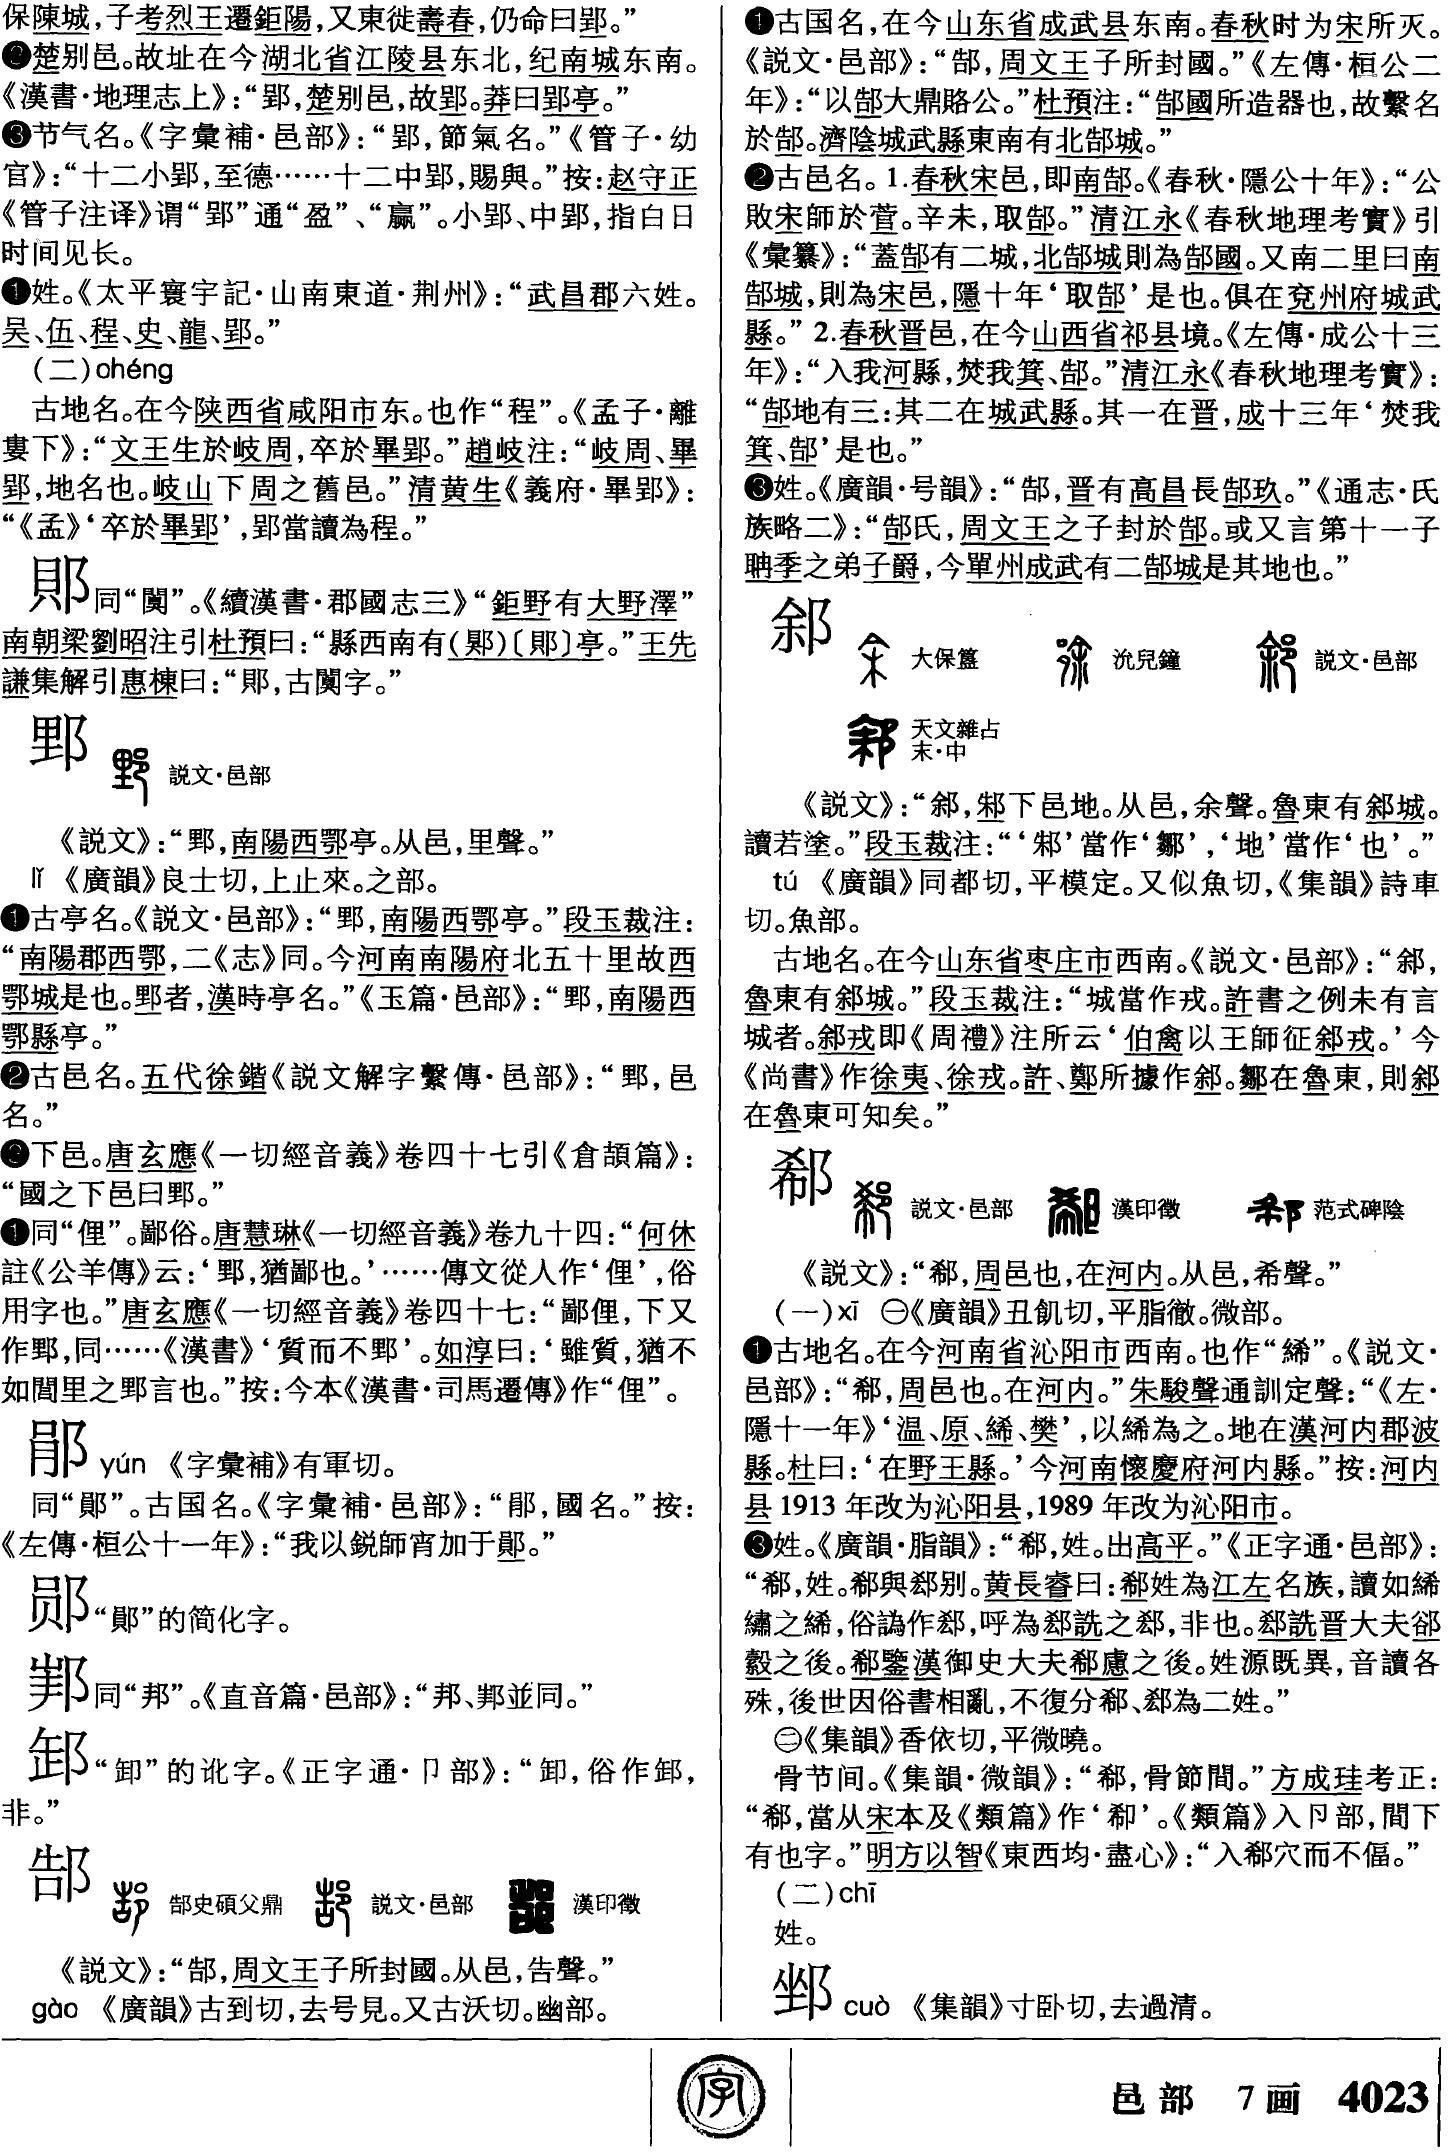 保陳城，子考烈王遷鉅陽，又東徙壽春，仍命曰郢。”
❷楚别邑。故址在今湖北省江陵县东北，纪南城东南。
《漢書·地理志上》：“郢，楚别邑，故郢。莽曰郢亭。”
❸节气名。《字彙補·邑部》：“郢，節氣名。”《管子·幼
官》：“十二小郢，至德……十二中郢，賜與。”按：赵守正
《管子注译》谓“郢”通“盈”、“赢”。小郢、中郢，指白日
时间见长。
❶姓。《太平寰宇記·山南東道·荆州》：“武昌郡六姓。
吴、伍、程、史、龍、郢。”
（二）ohéng
古地名。在今陕西省咸阳市东。也作“程”。《孟子·離
婁下》：“文王生於岐周，卒於畢郢。”趙岐注：“岐周、畢
郢，地名也。岐山下周之舊邑。”清黄生《義府·畢郢》：
“《孟》‘卒於畢郢’，郢當讀為程。”
郥同“闃”。《續漢書·郡國志三》“鉅野有大野澤”
南朝梁劉昭注引杜預曰：“縣西南有（郹）〔郥〕亭。”王先
謙集解引惠棟曰：“郥，古闃字。”
郢
説文·邑部
《説文》：“郢，南陽西鄂亭。从邑，里聲。”
lǐ 《廣韻》良士切，上止來。之部。
❶古亭名。《説文·邑部》：“郢，南陽西鄂亭。”段玉裁注：
“南陽郡西鄂，二《志》同。今河南南陽府北五十里故西
鄂城是也。郢者，漢時亭名。”《玉篇·邑部》：“郢，南陽西
鄂縣亭。”
❷古邑名。五代徐鍇《説文解字繫傳·邑部》：“郢，邑
名。”
❸下邑。唐玄應《一切經音義》卷四十七引《倉頡篇》：
“國之下邑曰郢。”
❶同“俚”。鄙俗。唐慧琳《一切經音義》卷九十四：“何休
註《公羊傳》云：‘郢，猶鄙也。’……傳文從人作‘俚’，俗
用字也。”唐玄應《一切經音義》卷四十七：“鄙俚，下又
作郢，同……《漢書》‘質而不郢’。如淳曰：‘雖質，猶不
如閭里之郢言也。”按：今本《漢書·司馬遷傳》作“俚”。
yún 《字彙補》有軍切。
同“鄖”。古国名。《字彙補·邑部》：“郥，國名。”按：
《左傳·桓公十一年》：“我以鋭師宵加于鄖。”
郧“鄖”的简化字。
同“邦”。《直音篇·邑部》：“邦、邦並同。”
“卸”的讹字。《正字通·卩部》：“卸，俗作卸，
非。”
郜
郜史碩父鼎 説文·邑部 漢印徵
《説文》：“郜，周文王子所封國。从邑，告聲。”
gào 《廣韻》古到切，去号見。又古沃切。幽部。
❶古国名，在今山东省成武县东南。春秋时为宋所灭。
《説文·邑部》：“郜，周文王子所封國。”《左傳·桓公二
年》：“以郜大鼎賂公。”杜預注：“郜國所造器也，故繫名
於郜。濟陰城武縣東南有北郜城。”
❷古邑名。1.春秋宋邑，即南郜。《春秋·隱公十年》：“公
敗宋師於菅。辛未，取郜。”清江永《春秋地理考實》引
《彙纂》：“蓋郜有二城，北郜城則為郜國。又南二里曰南
郜城，則為宋邑，隱十年‘取郜’是也。俱在兗州府城武
縣。”2.春秋晋邑，在今山西省祁县境。《左傳·成公十三
年》：“入我河縣，焚我箕、郜。”清江永《春秋地理考實》：
“郜地有三：其二在城武縣。其一在晋，成十三年‘焚我
箕、郜’是也。”
❸姓。《廣韻·号韻》：“郜，晋有高昌長郜玖。”《通志·氏
族略二》：“郜氏，周文王之子封於郜。或又言第十一子
聃季之弟子爵，今單州成武有二郜城是其地也。”
郐
大保簋 沇兒鐘 説文·邑部
天文雜占
末·中
《説文》：“郐，邾下邑地。从邑，余聲。魯東有郐城。
讀若塗。”段玉裁注：“‘邾’當作‘鄒’，‘地’當作‘也’。”
tú 《廣韻》同都切，平模定。又似魚切，《集韻》詩車
切。魚部。
古地名。在今山东省枣庄市西南。《説文·邑部》：“郐，
魯東有郐城。”段玉裁注：“城當作戎。許書之例未有言
城者。郐戎即《周禮》注所云‘伯禽以王師征郐戎。’今
《尚書》作徐夷、徐戎。許、鄭所據作郐。鄒在魯東，則郐
在魯東可知矣。”
郗
説文·邑部 漢印徵 范式碑陰
《説文》：“郗，周邑也，在河内。从邑，希聲。”
（一）xī ㊀《廣韻》丑飢切，平脂徹。微部。
❶古地名。在今河南省沁阳市西南。也作“絺”。《説文·
邑部》：“郗，周邑也。在河内。”朱駿聲通訓定聲：“《左·
隱十一年》‘温、原、絺、樊’，以絺為之。地在漢河内郡波
縣。杜曰：‘在野王縣。’今河南懷慶府河内縣。”按：河内
县1913年改为沁阳县，1989年改为沁阳市。
❸姓。《廣韻·脂韻》：“郗，姓。出高平。”《正字通·邑部》：
“郗，姓。郗與郄别。黄長睿曰：郗姓為江左名族，讀如絺
繡之絺，俗譌作郄，呼為郄詵之郄，非也。郄詵晋大夫郤
縠之後。郗鑒漢御史大夫郗慮之後。姓源既異，音讀各
殊，後世因俗書相亂，不復分郗、郄為二姓。”
㊁《集韻》香依切，平微曉。
骨节间。《集韻·微韻》：“郗，骨節間。”方成珪考正：
“郗，當从宋本及《類篇》作‘𢁫’。《類篇》入卩部，間下
有也字。”明方以智《東西均·盡心》：“入郗穴而不傴。”
（二）chī
姓。
cuò 《集韻》寸卧切，去過清。
字
邑部 7画 4023